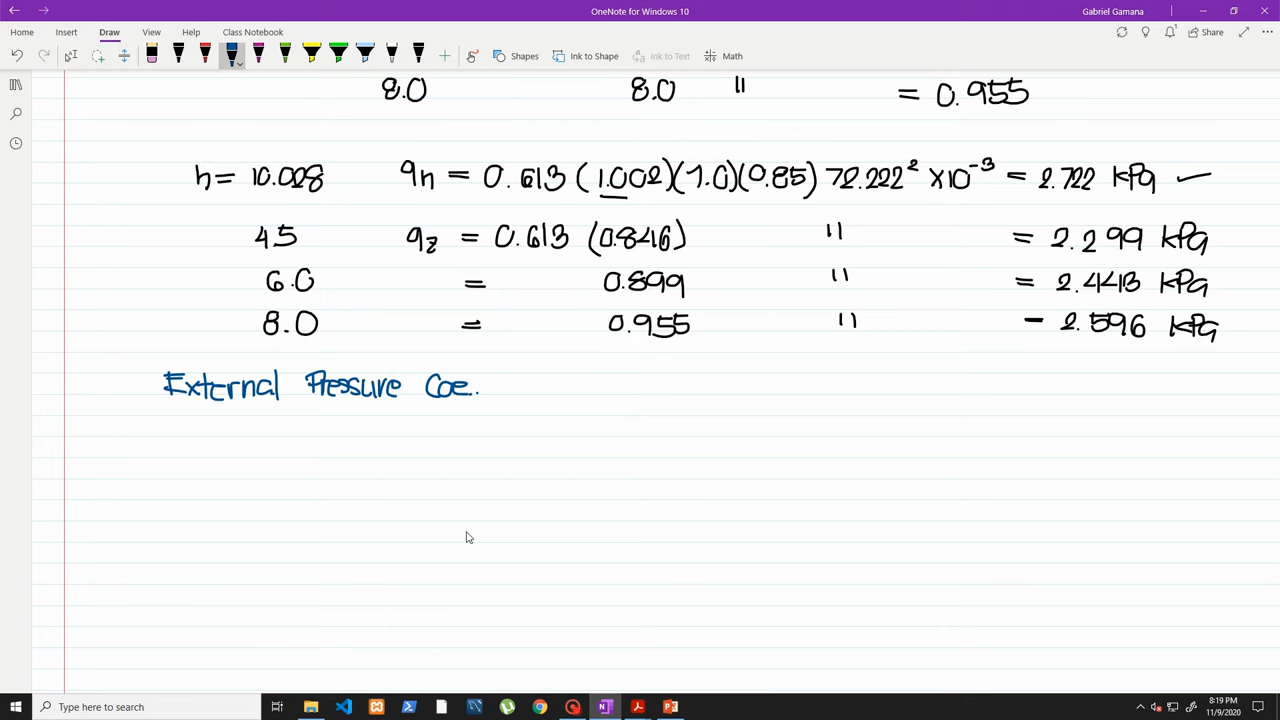 OneNote for Windows 10
Gabriel Gamana
Home Insert Draw View Help Class Notebook
Share
Shapes Ink to Shape Ink to Text Math
8.0 8.0 " = 0.955
h = 10.028 qh = 0.613 (1.002)(1.0)(0.85) 72.222² ×10⁻³ = 2.722 kPa
4.5 qz = 0.613 (0.846) " = 2.299 kPa
6.0 = 0.899 " = 2.443 kPa
8.0 = 0.955 " - 2.596 kPa
External Pressure Coe..
Type here to search
8:19 PM
11/9/2020